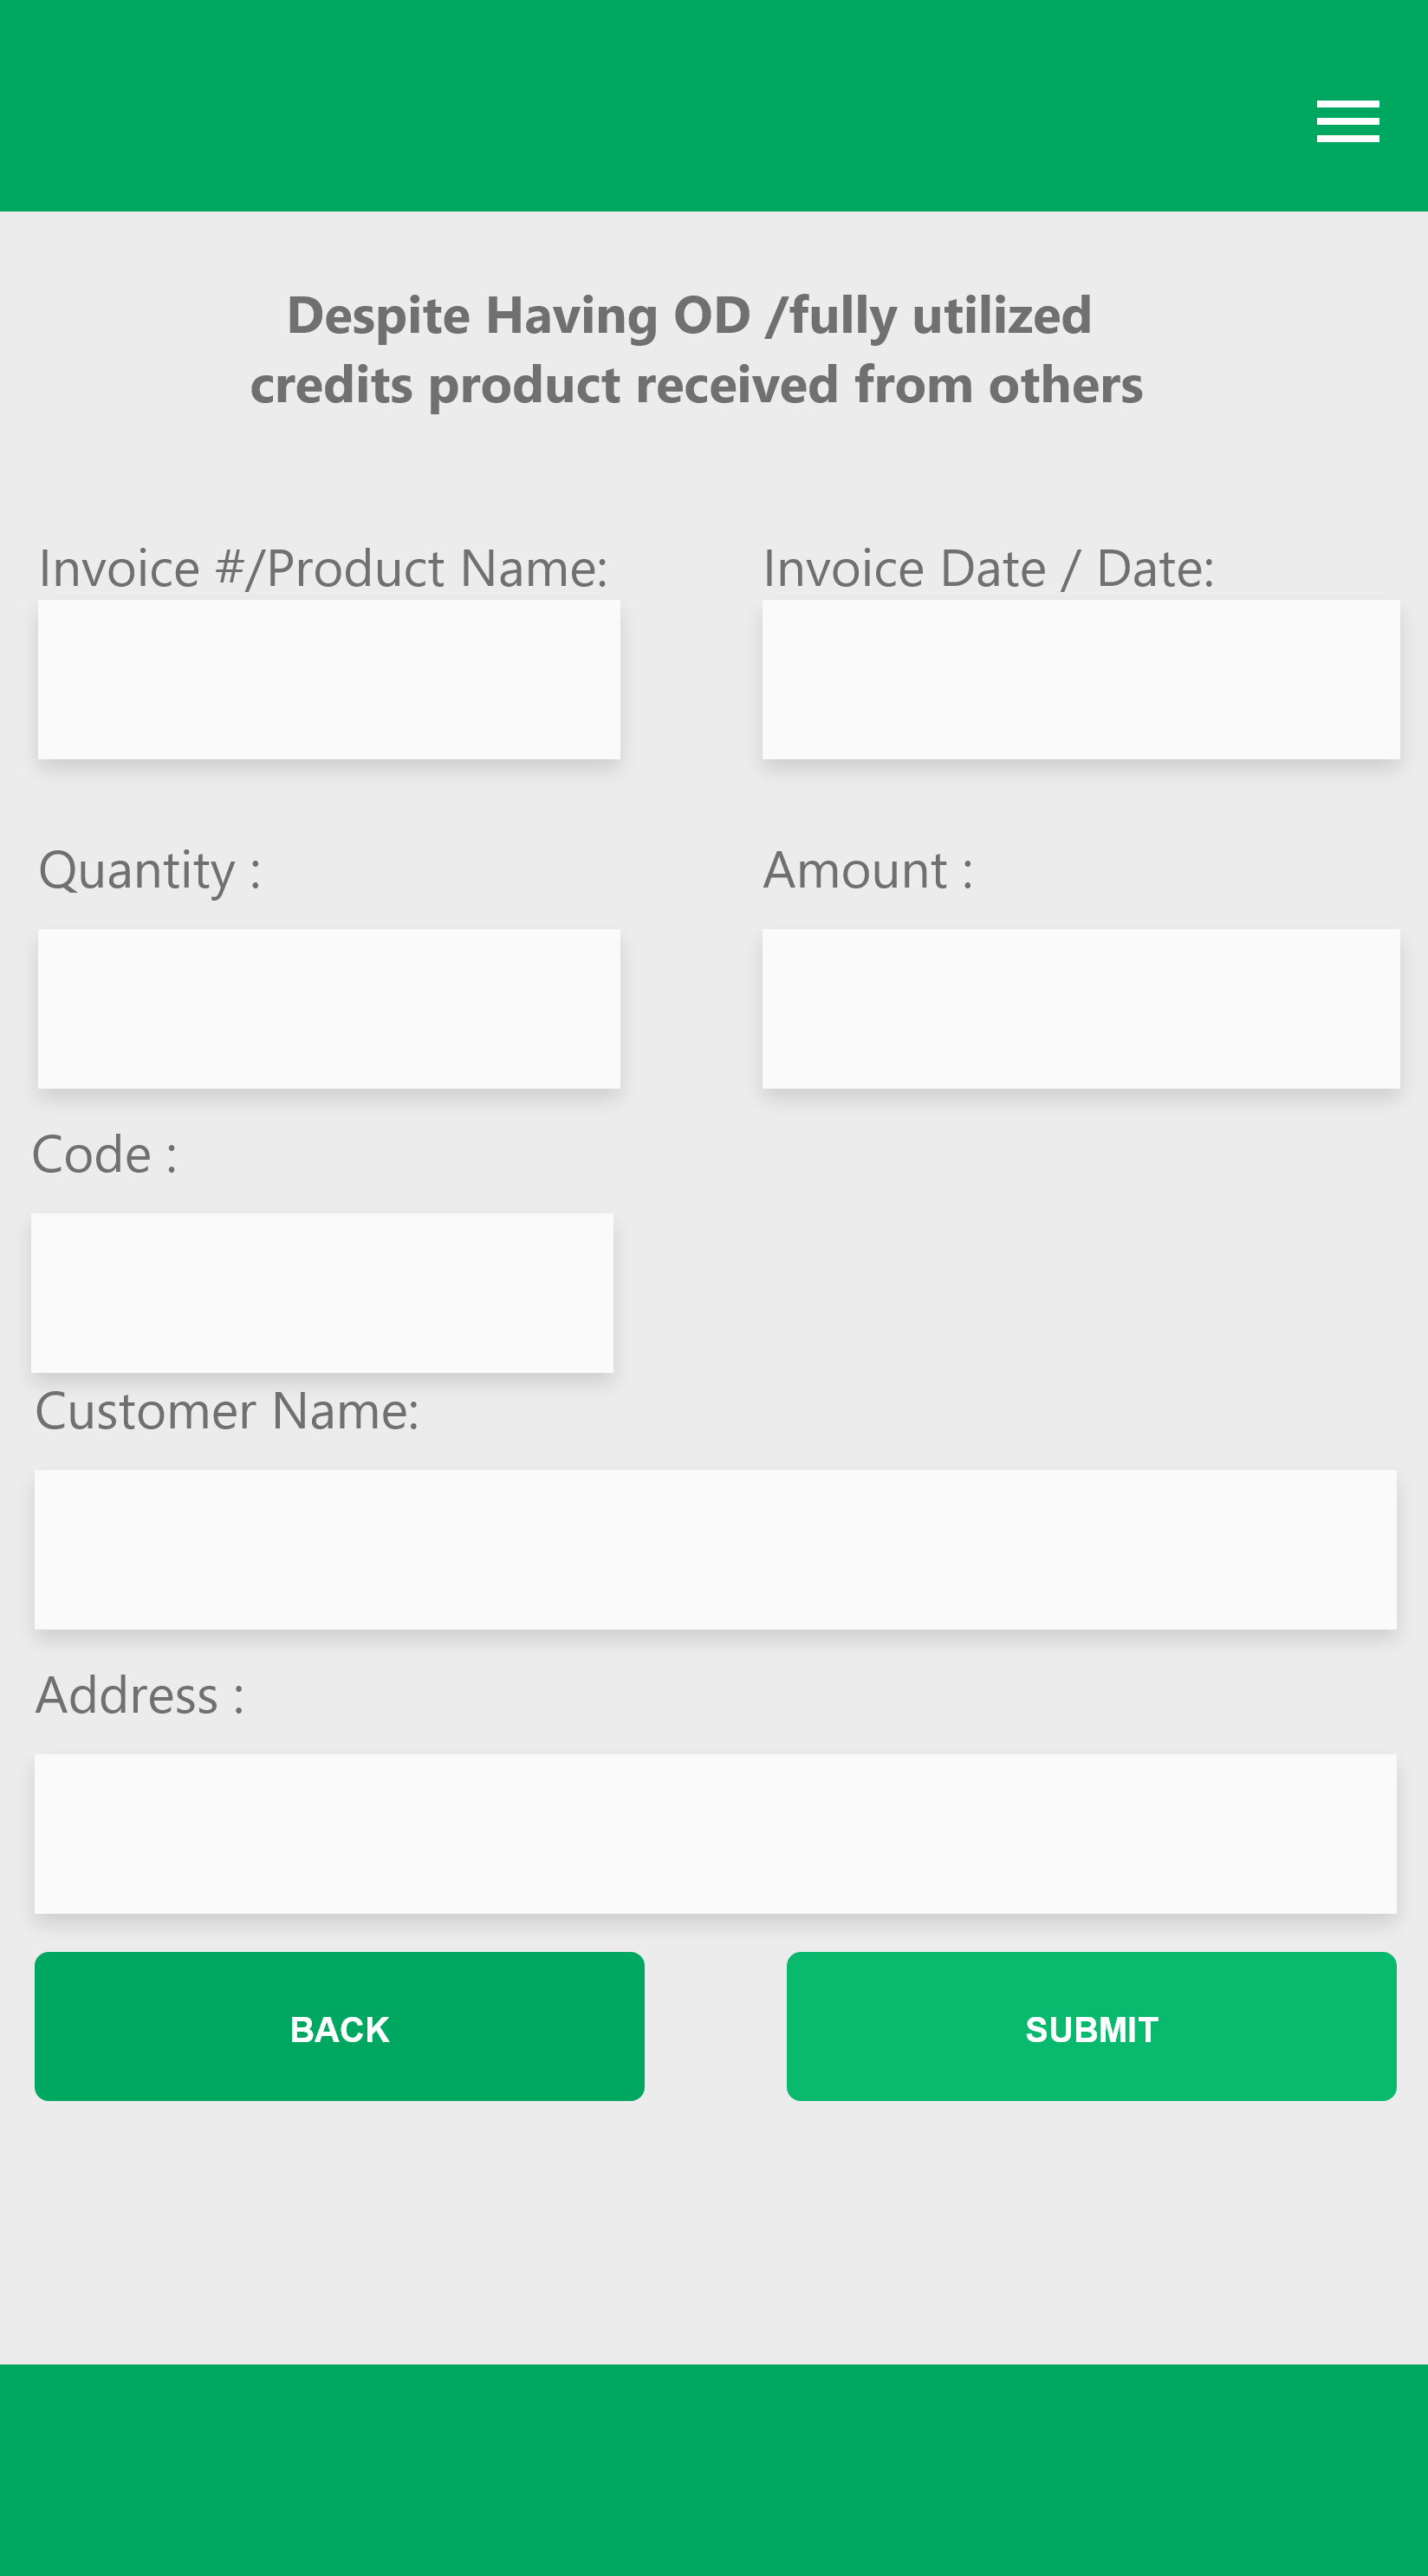 Despite Having OD /fully utilized
credits product received from others
Invoice #/Product Name:
Invoice Date / Date:
Quantity :
Amount :
Code :
Customer Name:
Address :
BACK
SUBMIT